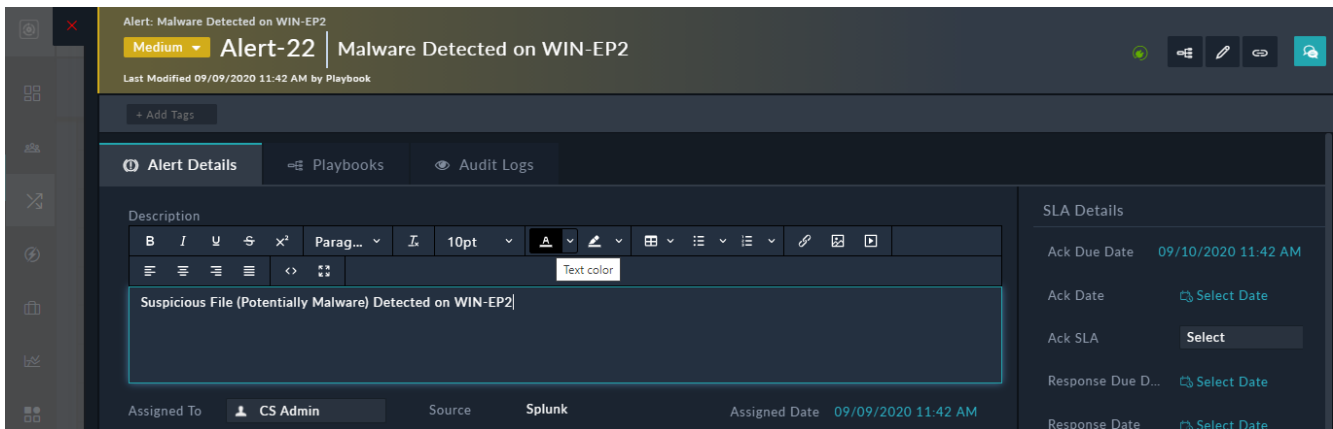 Alert: Malware Detected on WIN-EP2
Medium Alert-22 Malware Detected on WIN-EP2
Last Modified 09/09/2020 11:42 AM by Playbook
+ Add Tags
Alert Details Playbooks Audit Logs
Description
B I U S X² Parag... Ix 10pt A
Text color
Suspicious File (Potentially Malware) Detected on WIN-EP2
Assigned To CS Admin Source Splunk Assigned Date 09/09/2020 11:42 AM
SLA Details
Ack Due Date 09/10/2020 11:42 AM
Ack Date Select Date
Ack SLA Select
Response Due D... Select Date
Response Date Select Date